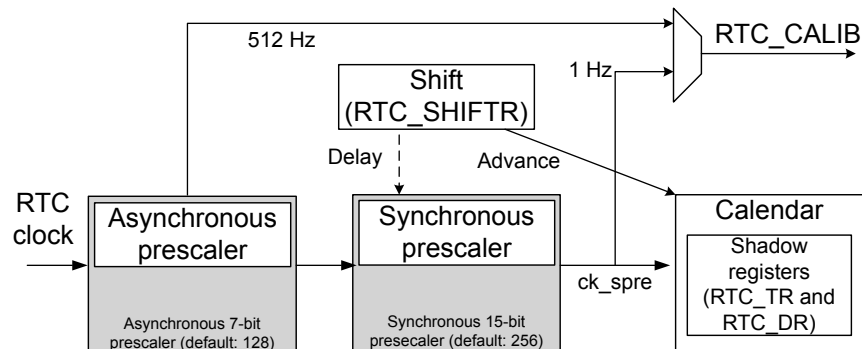 512 Hz
RTC_CALIB
1 Hz
Shift
(RTC_SHIFTR)
Delay
Advance
RTC
clock
Asynchronous
prescaler
Asynchronous 7-bit
prescaler (default: 128)
Synchronous
prescaler
Synchronous 15-bit
presecaler (default: 256)
ck_spre
Calendar
Shadow
registers
(RTC_TR and
RTC_DR)